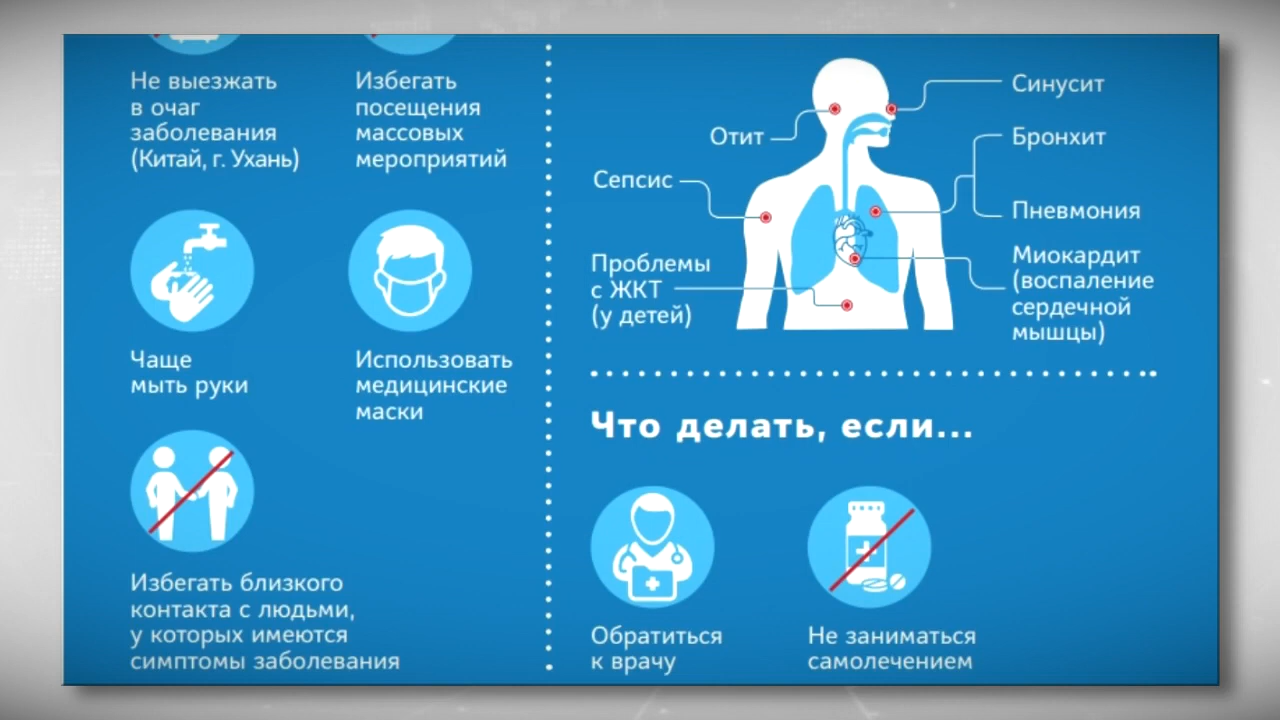 Не выезжать
в очаг
заболевания
(Китай, г. Ухань)
Избегать
посещения
массовых
мероприятий
Чаще
мыть руки
Использовать
медицинские
маски
Избегать близкого
контакта с людьми,
у которых имеются
симптомы заболевания
Синусит
Отит
Бронхит
Сепсис
Пневмония
Проблемы
с ЖКТ
(у детей)
Миокардит
(воспаление
сердечной
мышцы)
Что делать, если...
Обратиться
к врачу
Не заниматься
самолечением